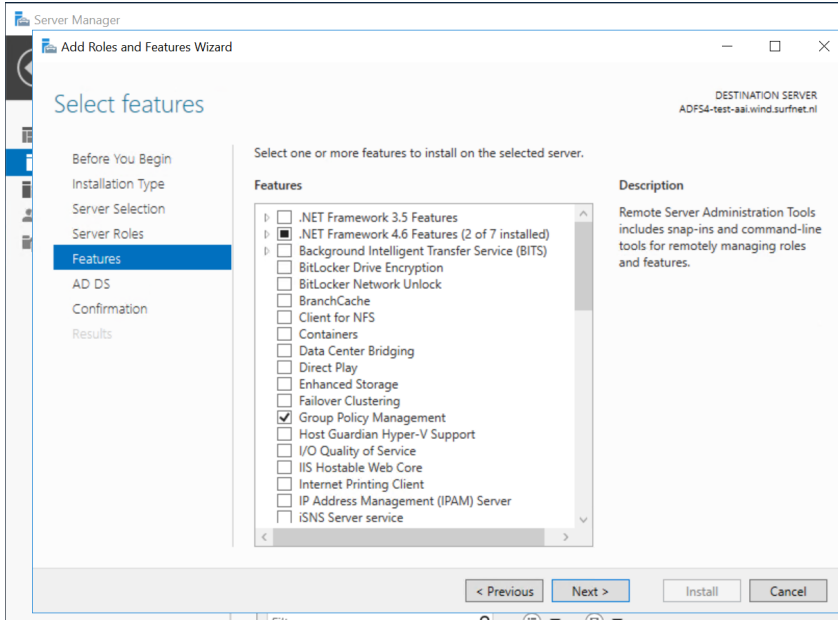 Server Manager
Add Roles and Features Wizard
Select features
DESTINATION SERVER
ADFS4-test-aai.wind.surfnet.nl
Before You Begin
Installation Type
Server Selection
Server Roles
Features
AD DS
Confirmation
Results
Select one or more features to install on the selected server.
Features
.NET Framework 3.5 Features
.NET Framework 4.6 Features (2 of 7 installed)
Background Intelligent Transfer Service (BITS)
BitLocker Drive Encryption
BitLocker Network Unlock
BranchCache
Client for NFS
Containers
Data Center Bridging
Direct Play
Enhanced Storage
Failover Clustering
Group Policy Management
Host Guardian Hyper-V Support
I/O Quality of Service
IIS Hostable Web Core
Internet Printing Client
IP Address Management (IPAM) Server
iSNS Server service
Description
Remote Server Administration Tools
includes snap-ins and command-line
tools for remotely managing roles
and features.
< Previous
Next >
Install
Cancel